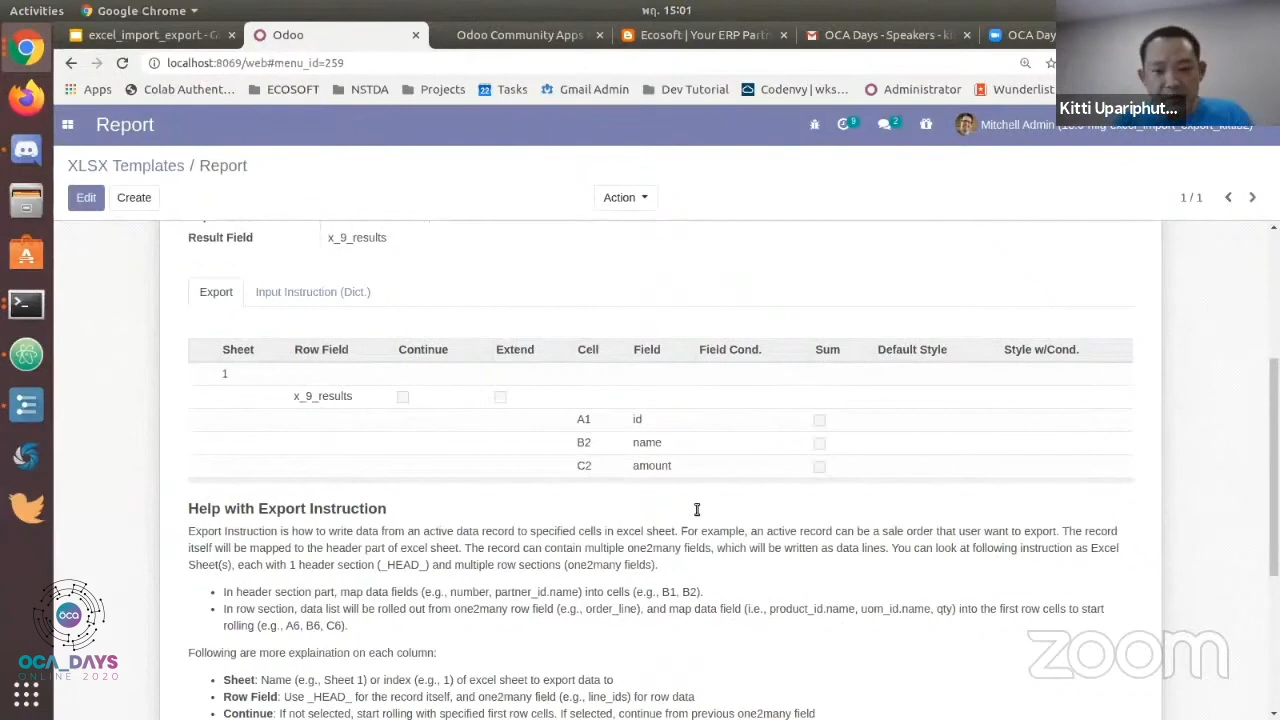 Activities Google Chrome พฤ. 15:01
excel_import_export - G Odoo Odoo Community Apps Ecosoft | Your ERP Partn OCA Days - Speakers - ki OCA Day
localhost:8069/web#menu_id=259
Apps Colab Authent... ECOSOFT NSTDA Projects 22 Tasks Gmail Admin Dev Tutorial Codenvy | wks... Administrator Wunderlist
Kitti Upariphut...
Report 9 2 Mitchell Admin
XLSX Templates / Report
Edit Create Action 1 / 1
Result Field x_9_results
Export Input Instruction (Dict.)
Sheet Row Field Continue Extend Cell Field Field Cond. Sum Default Style Style w/Cond.
1
x_9_results
A1 id
B2 name
C2 amount
Help with Export Instruction
Export Instruction is how to write data from an active data record to specified cells in excel sheet. For example, an active record can be a sale order that user want to export. The record
itself will be mapped to the header part of excel sheet. The record can contain multiple one2many fields, which will be written as data lines. You can look at following instruction as Excel
Sheet(s), each with 1 header section (_HEAD_) and multiple row sections (one2many fields).
In header section part, map data fields (e.g., number, partner_id.name) into cells (e.g., B1, B2).
In row section, data list will be rolled out from one2many row field (e.g., order_line), and map data field (i.e., product_id.name, uom_id.name, qty) into the first row cells to start
rolling (e.g., A6, B6, C6).
Following are more explaination on each column:
Sheet: Name (e.g., Sheet 1) or index (e.g., 1) of excel sheet to export data to
Row Field: Use _HEAD_ for the record itself, and one2many field (e.g., line_ids) for row data
Continue: If not selected, start rolling with specified first row cells. If selected, continue from previous one2many field
oca
OCA_DAYS
ONLINE 2020
zoom